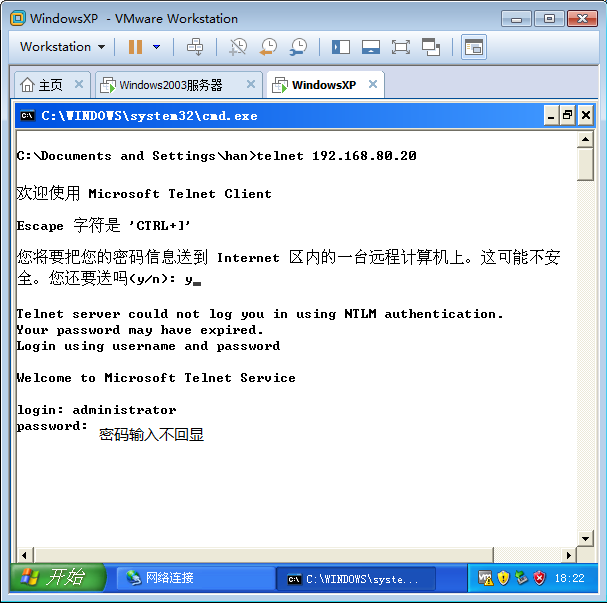 WindowsXP - VMware Workstation
Workstation
主页
Windows2003服务器
WindowsXP
C:\WINDOWS\system32\cmd.exe
C:\Documents and Settings\han>telnet 192.168.80.20
欢迎使用 Microsoft Telnet Client
Escape 字符是 'CTRL+]'
您将要把您的密码信息送到 Internet 区内的一台远程计算机上。这可能不安
全。您还要送吗(y/n): y
Telnet server could not log you in using NTLM authentication.
Your password may have expired.
Login using username and password
Welcome to Microsoft Telnet Service
login: administrator
password:
密码输入不回显
开始
网络连接
C:\WINDOWS\syste...
18:22